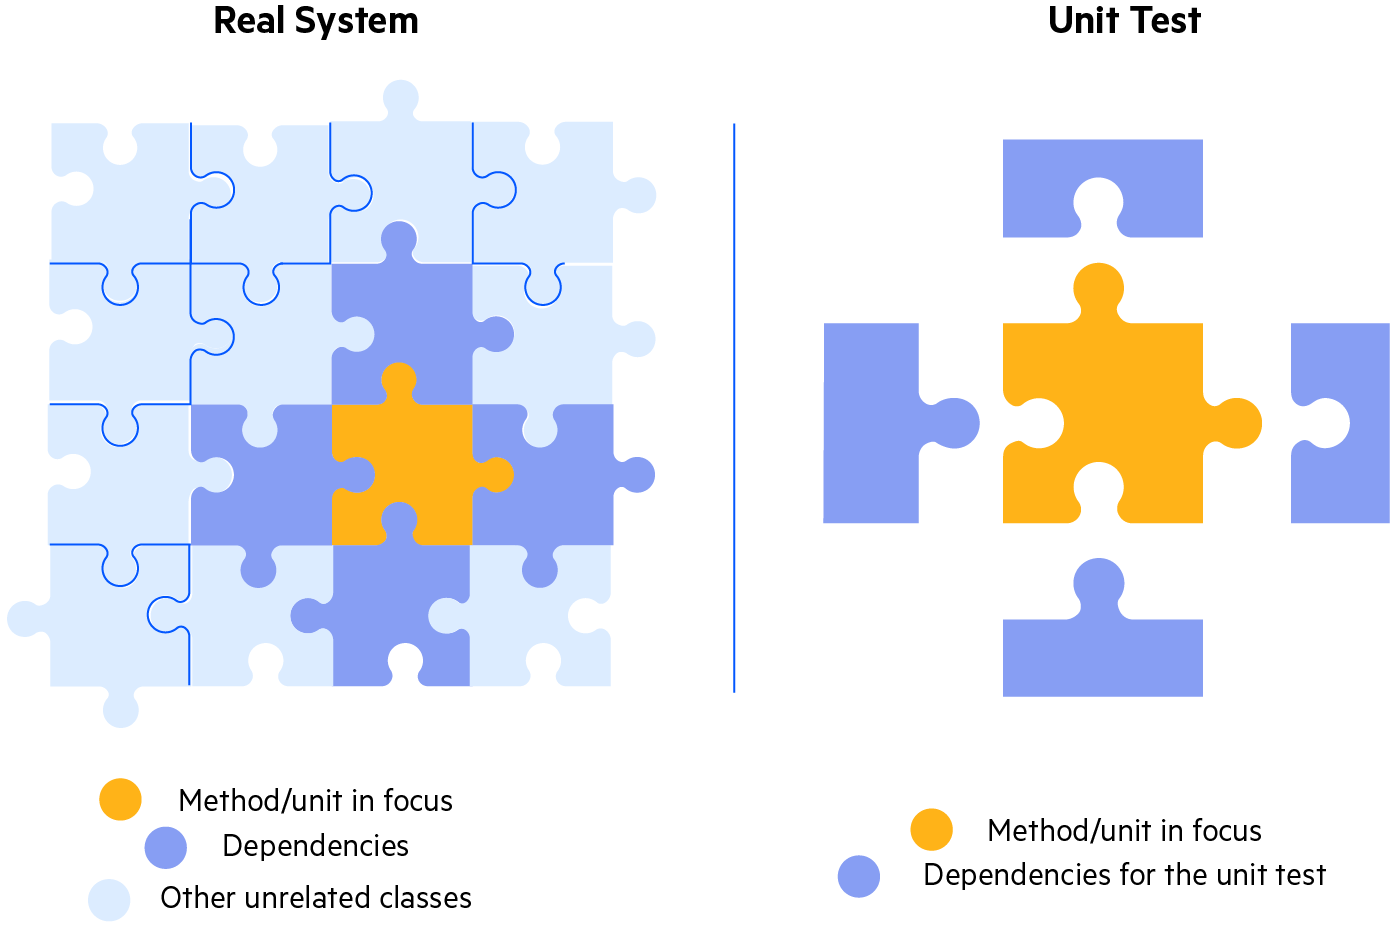 Real System
Unit Test
Method/unit in focus
Dependencies
Other unrelated classes
Method/unit in focus
Dependencies for the unit test